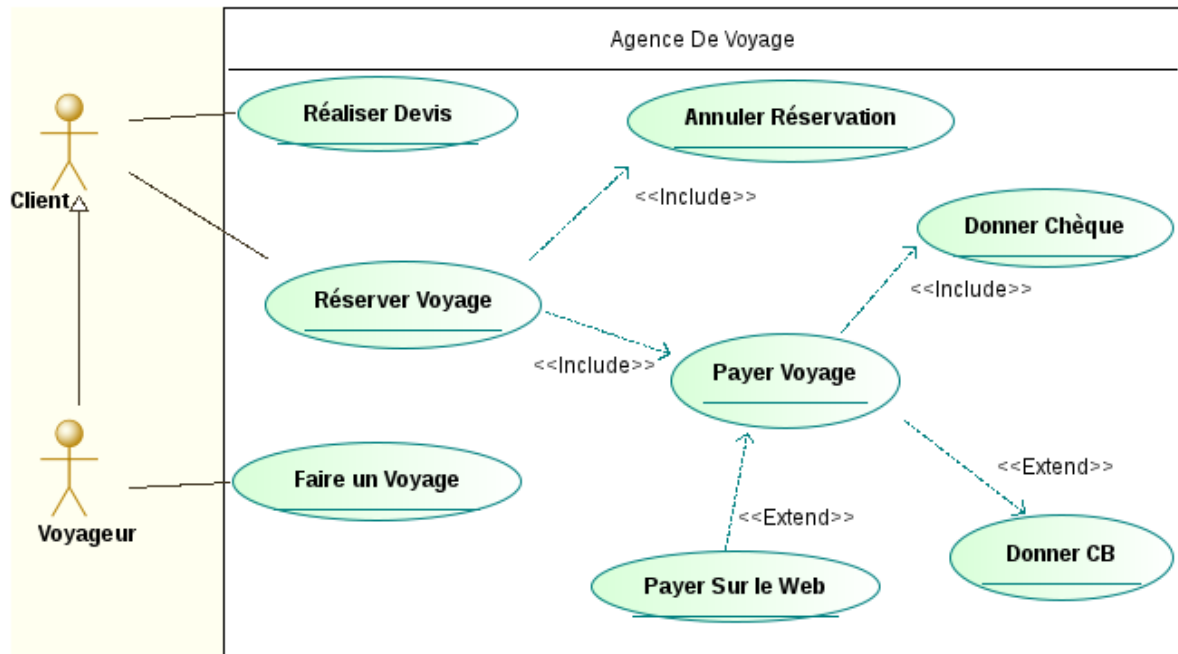 Agence De Voyage
Réaliser Devis
Annuler Réservation
Client
<<Include>>
Donner Chèque
Réserver Voyage
<<Include>>
<<Include>>
Payer Voyage
Faire un Voyage
<<Extend>>
Voyageur
<<Extend>>
Donner CB
Payer Sur le Web